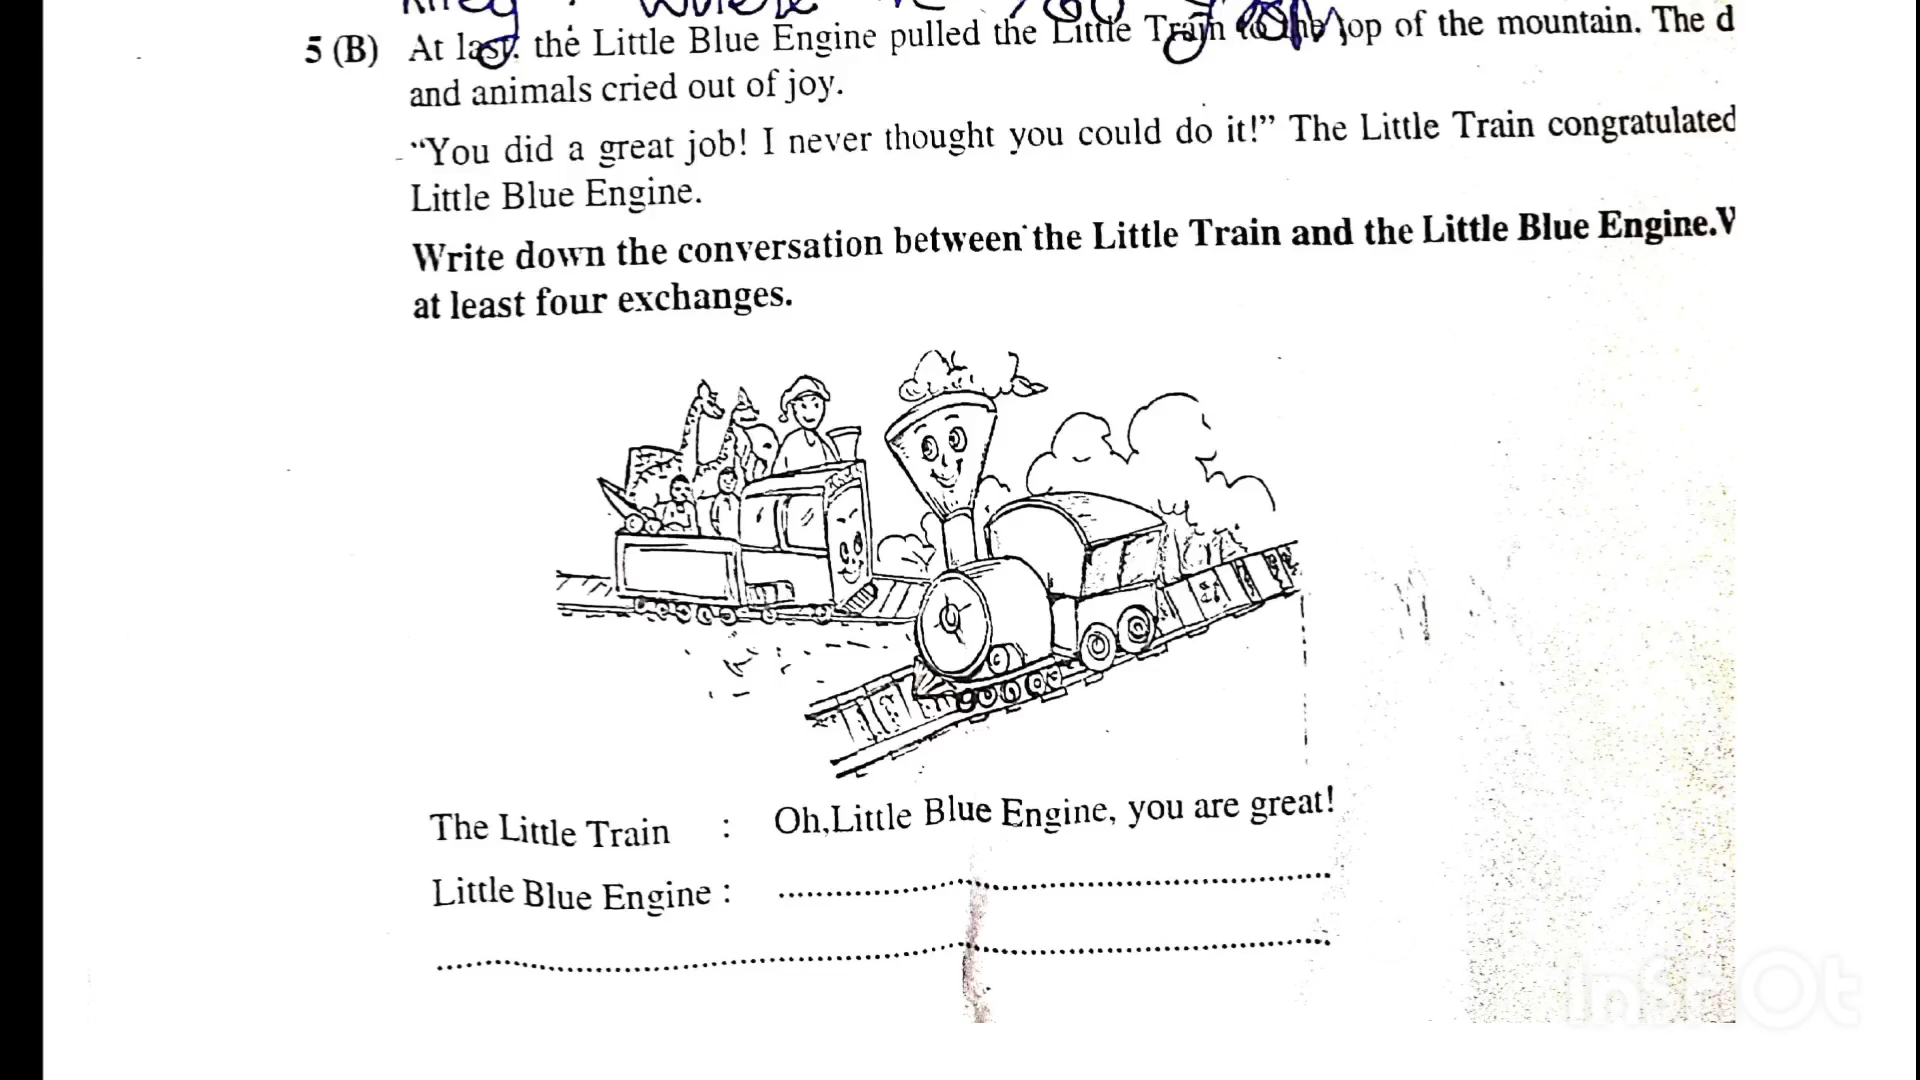 5 (B) At last, the Little Blue Engine pulled the Little Train to the top of the mountain. The d
and animals cried out of joy.
“You did a great job! I never thought you could do it!” The Little Train congratulated
Little Blue Engine.
Write down the conversation between the Little Train and the Little Blue Engine.W
at least four exchanges.
The Little Train : Oh,Little Blue Engine, you are great!
Little Blue Engine :